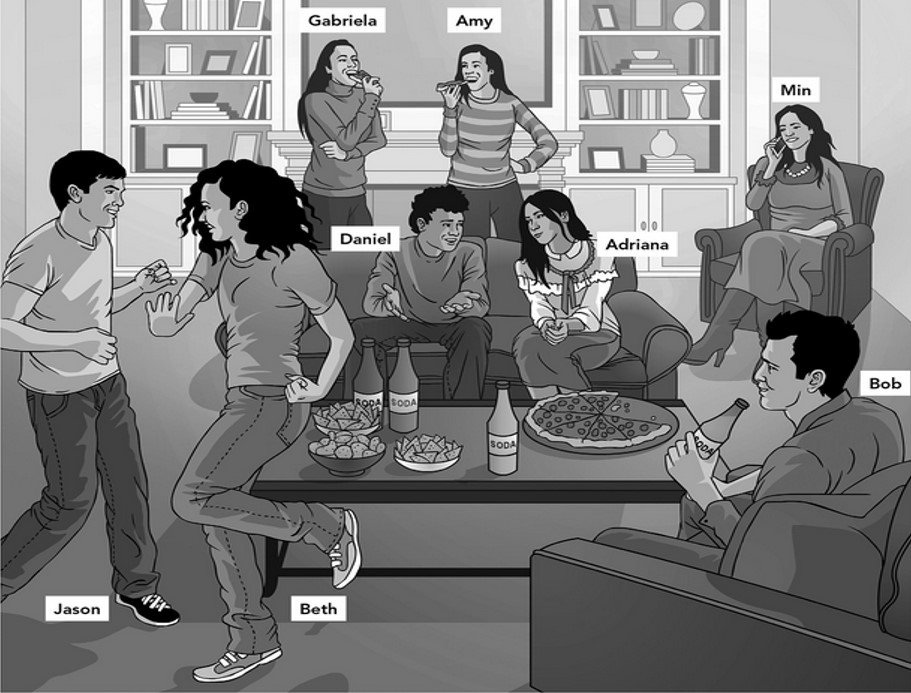 Gabriela
Amy
Min
Daniel
Adriana
Bob
SODA
SODA
SODA
SODA
Jason
Beth